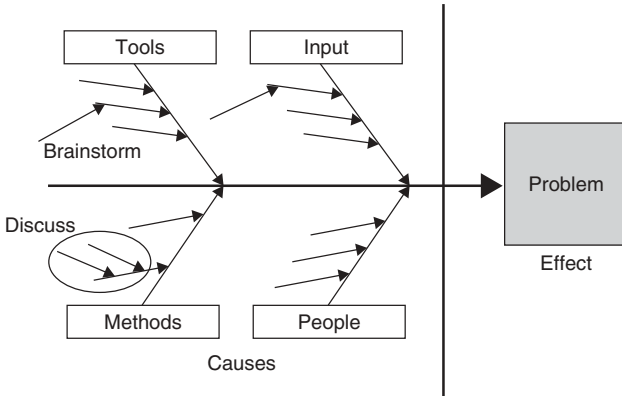 Tools
Input
Brainstorm
Problem
Discuss
Effect
Methods
People
Causes